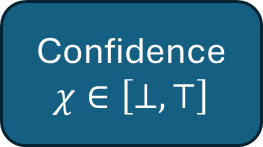 Confidence
𝜒 ∈ [⊥, ⊤]